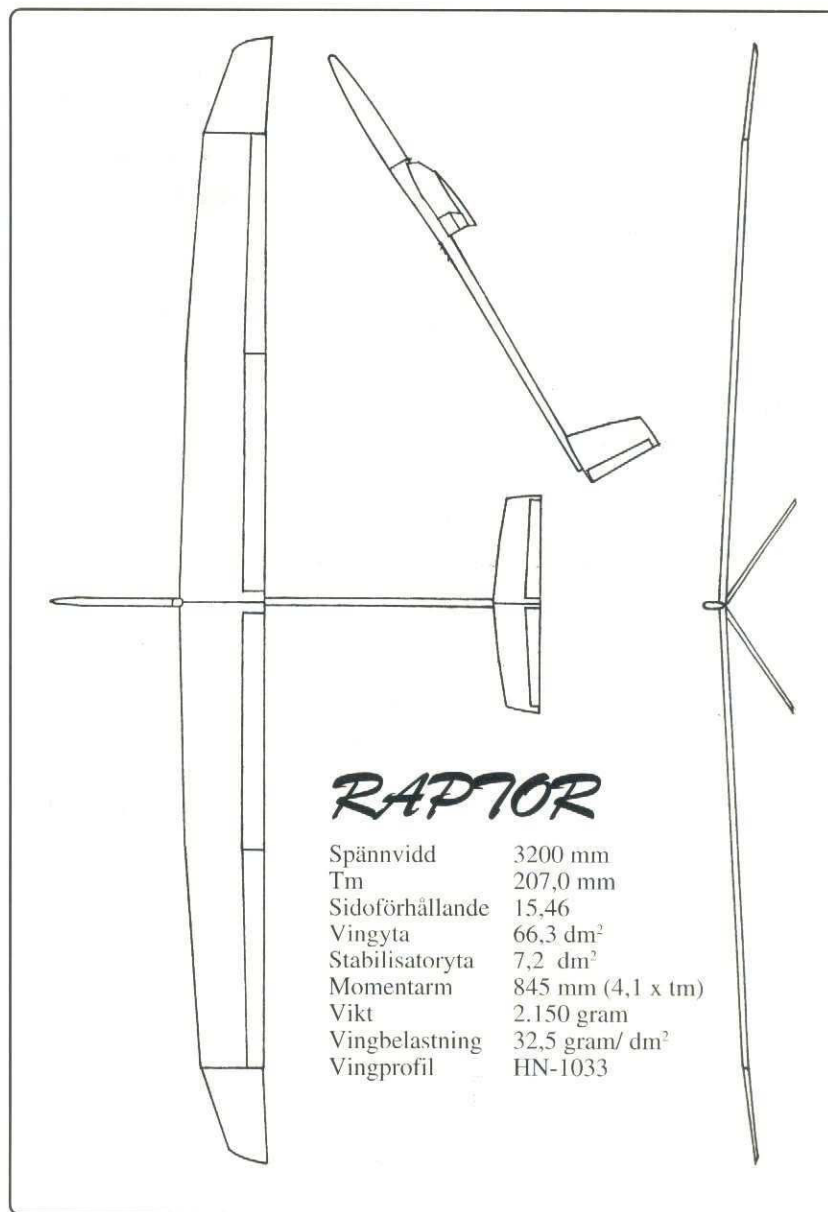 RAPTOR
Spännvidd 3200 mm
Tm 207,0 mm
Sidoförhållande 15,46
Vingyta 66,3 dm²
Stabilisatoryta 7,2 dm²
Momentarm 845 mm (4,1 x tm)
Vikt 2.150 gram
Vingbelastning 32,5 gram/ dm²
Vingprofil HN-1033